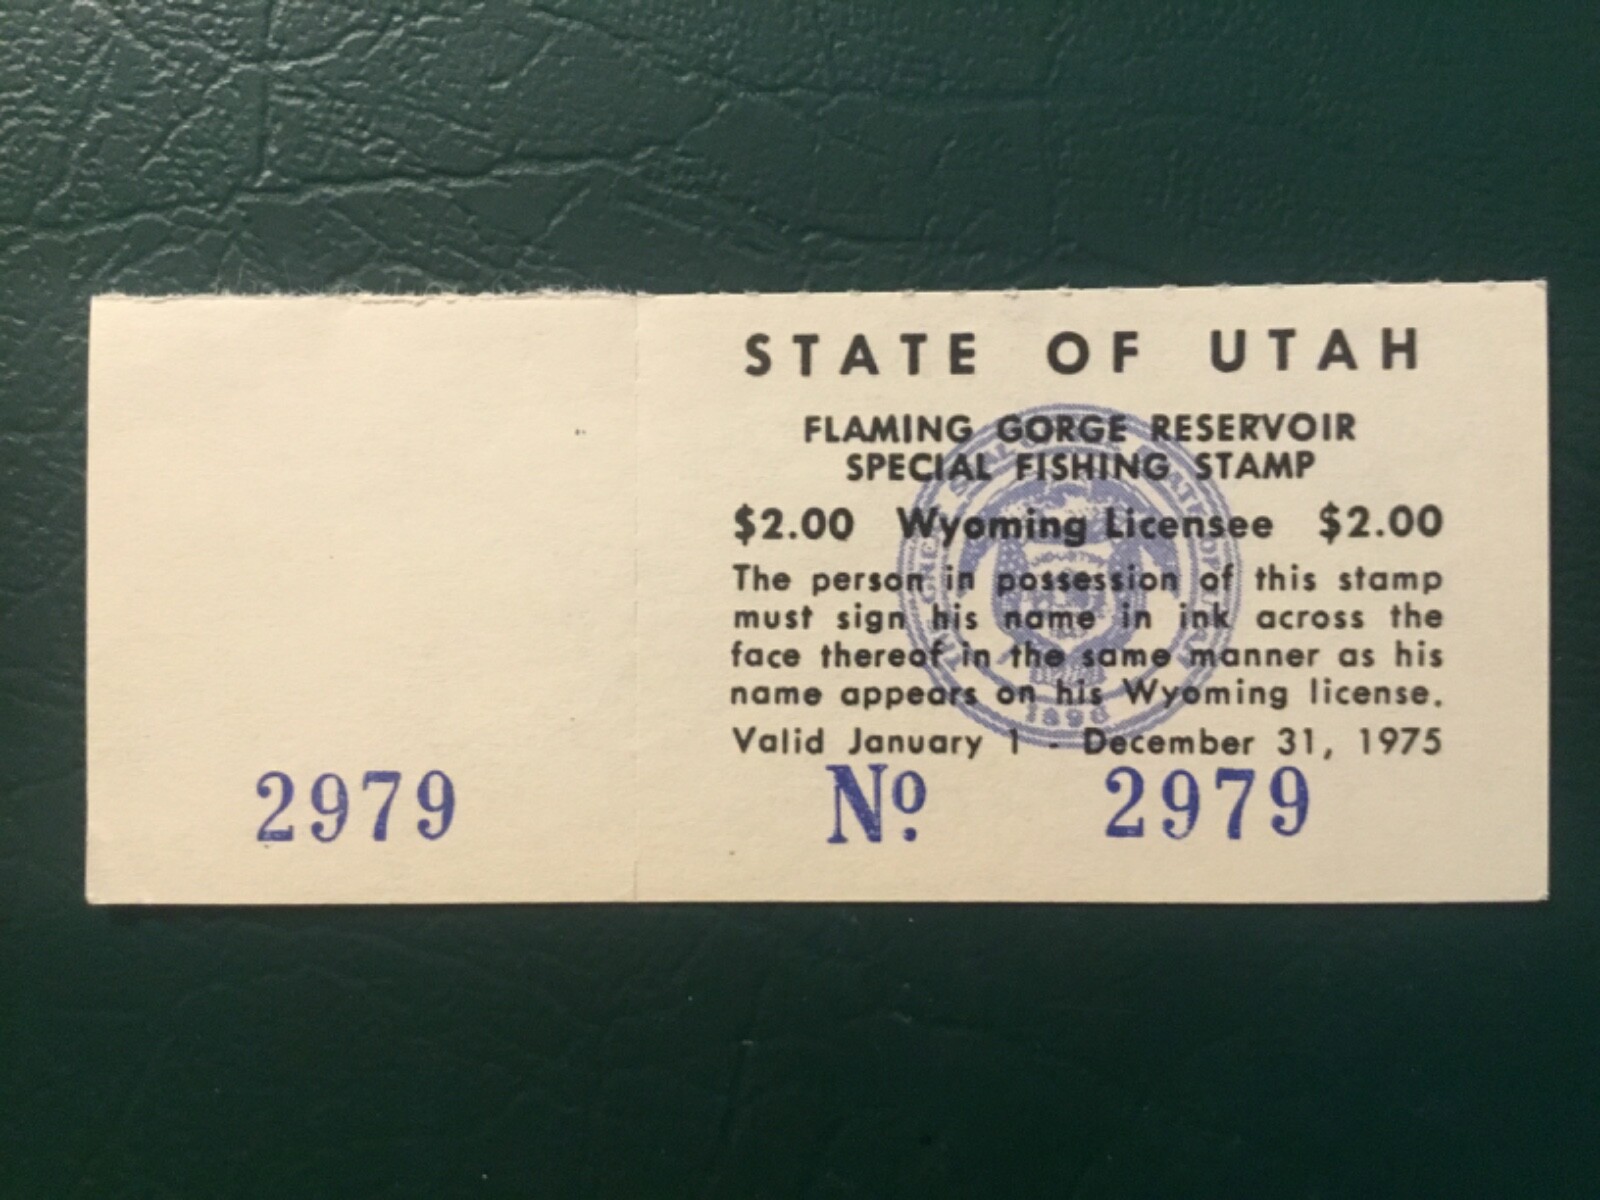 STATE OF UTAH
FLAMING GORGE RESERVOIR
SPECIAL FISHING STAMP
$2.00 Wyoming Licensee $2.00
The person in possession of this stamp
must sign his name in ink across the
face thereof in the same manner as his
name appears on his Wyoming license.
Valid January 1 - December 31, 1975
2979 Nº 2979
1896